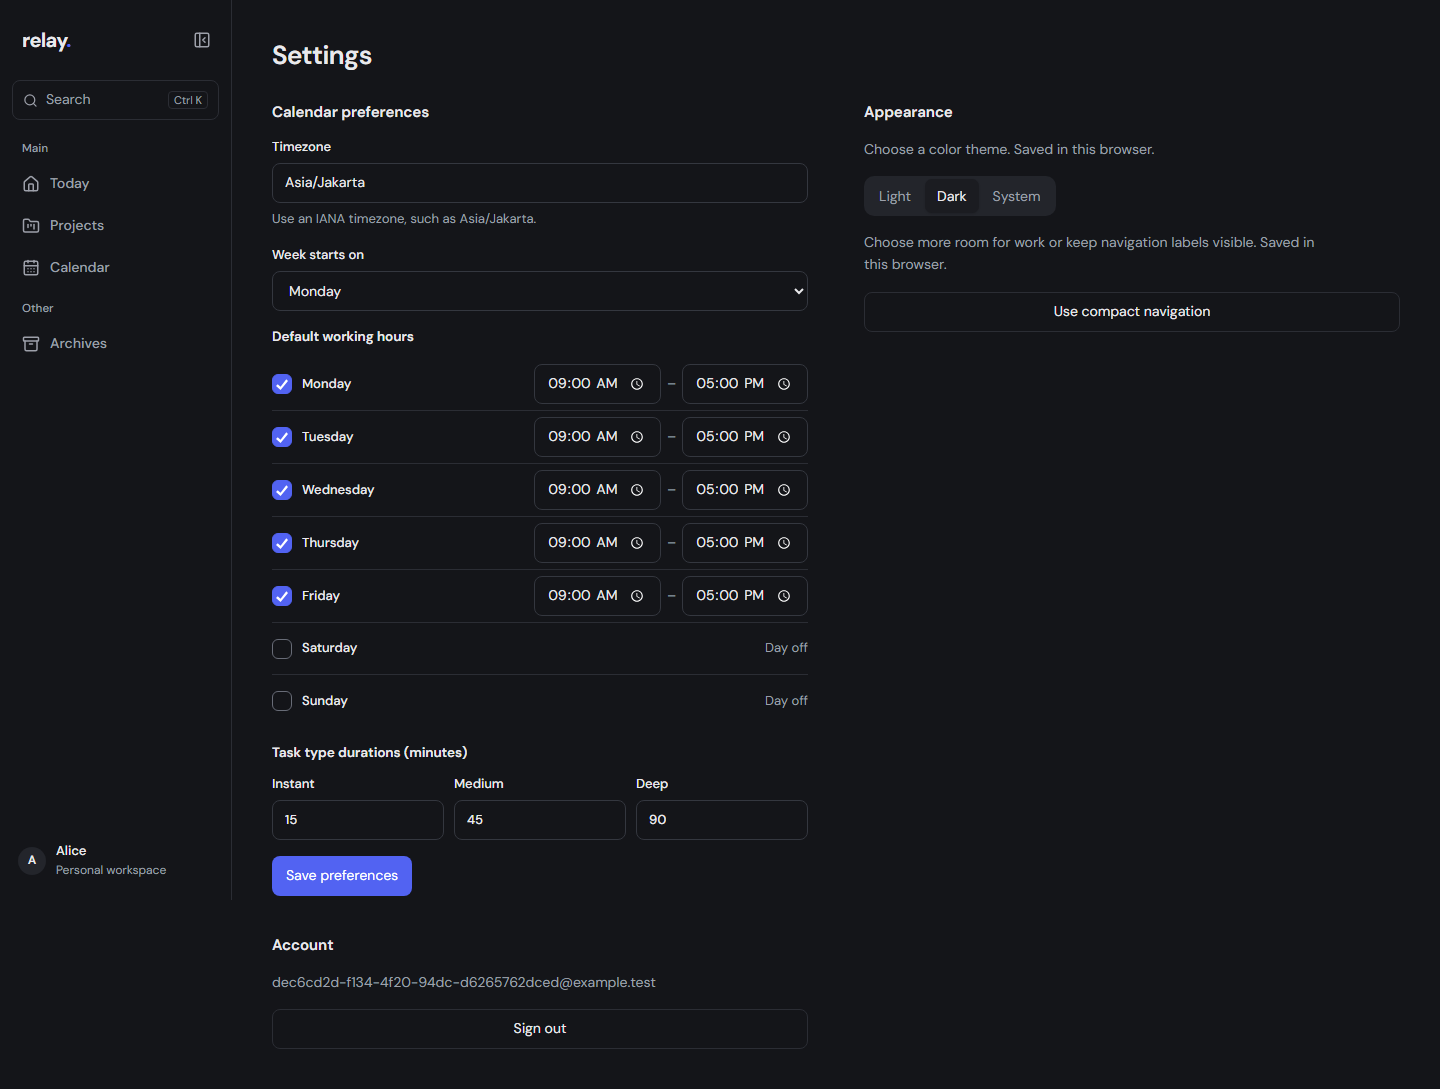 relay.
Search Ctrl K
Main
Today
Projects
Calendar
Other
Archives
A
Alice
Personal workspace
Settings
Calendar preferences
Timezone
Asia/Jakarta
Use an IANA timezone, such as Asia/Jakarta.
Week starts on
Monday
Default working hours
Monday 09:00 AM – 05:00 PM
Tuesday 09:00 AM – 05:00 PM
Wednesday 09:00 AM – 05:00 PM
Thursday 09:00 AM – 05:00 PM
Friday 09:00 AM – 05:00 PM
Saturday Day off
Sunday Day off
Task type durations (minutes)
Instant Medium Deep
15 45 90
Save preferences
Account
dec6cd2d-f134-4f20-94dc-d6265762dced@example.test
Sign out
Appearance
Choose a color theme. Saved in this browser.
Light Dark System
Choose more room for work or keep navigation labels visible. Saved in
this browser.
Use compact navigation